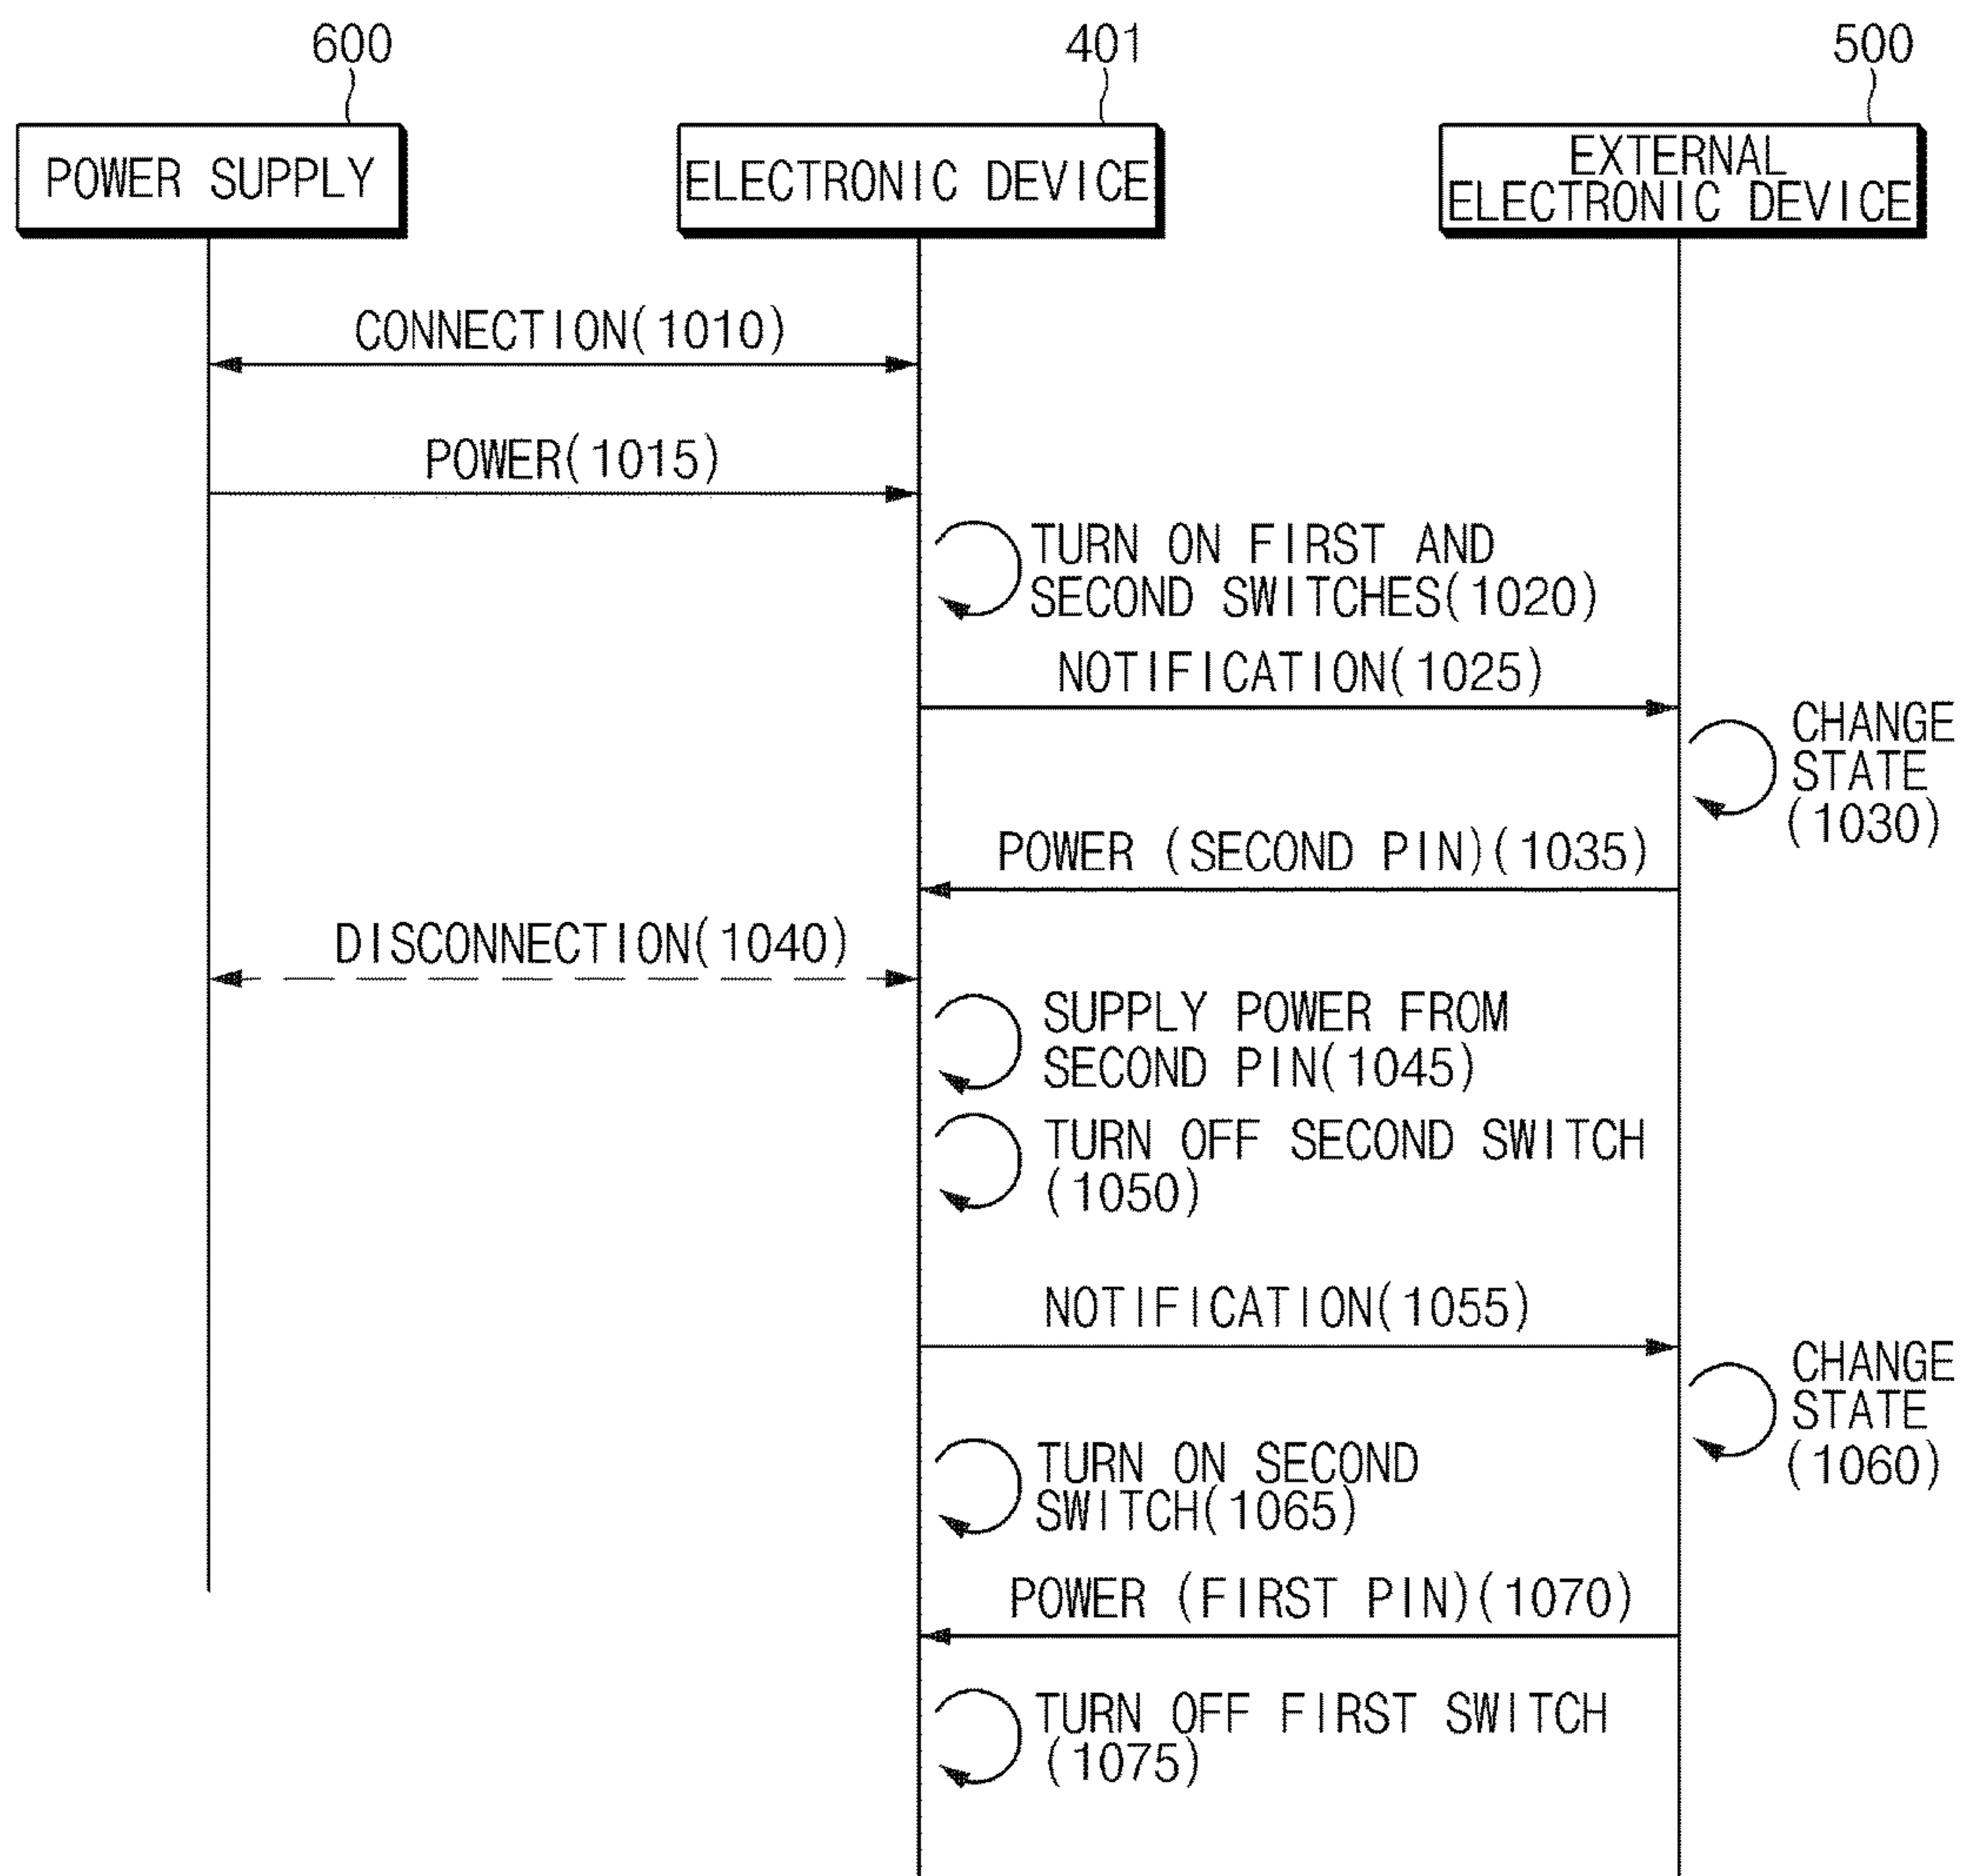 600
401
500
POWER SUPPLY
ELECTRONIC DEVICE
EXTERNAL
ELECTRONIC DEVICE
CONNECTION(1010)
POWER(1015)
TURN ON FIRST AND
SECOND SWITCHES(1020)
NOTIFICATION(1025)
CHANGE
STATE
(1030)
POWER (SECOND PIN)(1035)
DISCONNECTION(1040)
SUPPLY POWER FROM
SECOND PIN(1045)
TURN OFF SECOND SWITCH
(1050)
NOTIFICATION(1055)
CHANGE
STATE
(1060)
TURN ON SECOND
SWITCH(1065)
POWER (FIRST PIN)(1070)
TURN OFF FIRST SWITCH
(1075)